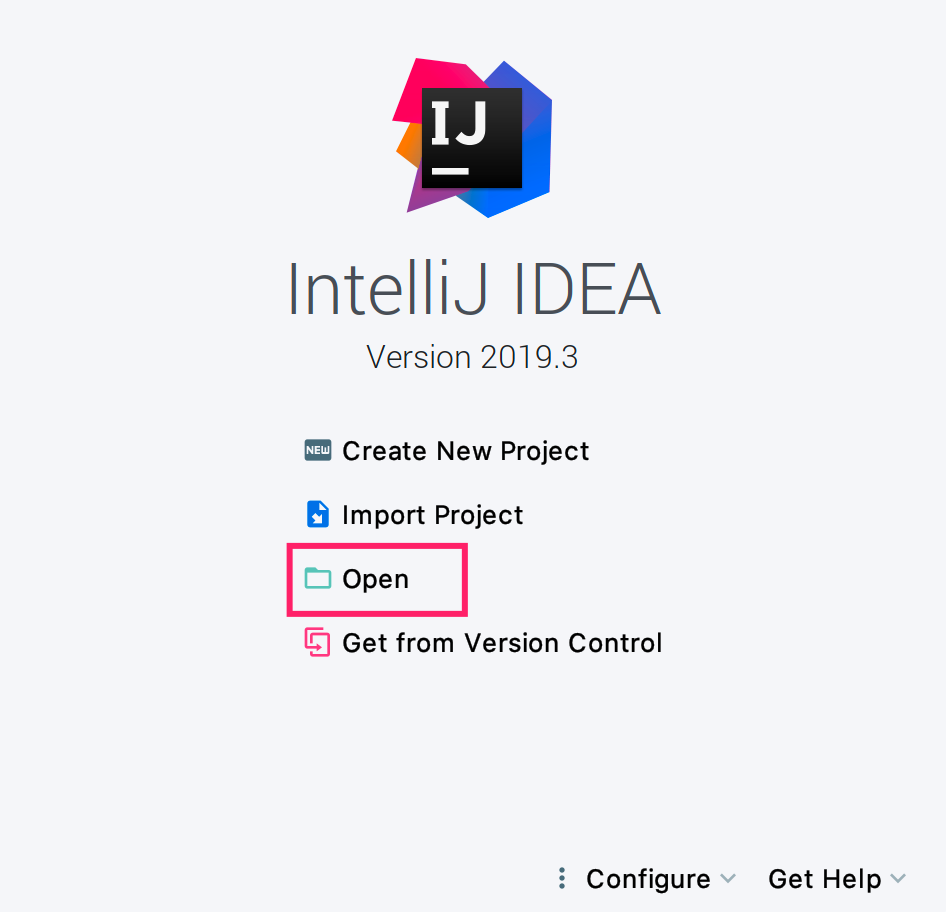 IJ
IntelliJ IDEA
Version 2019.3
NEW Create New Project
Import Project
Open
Get from Version Control
Configure Get Help